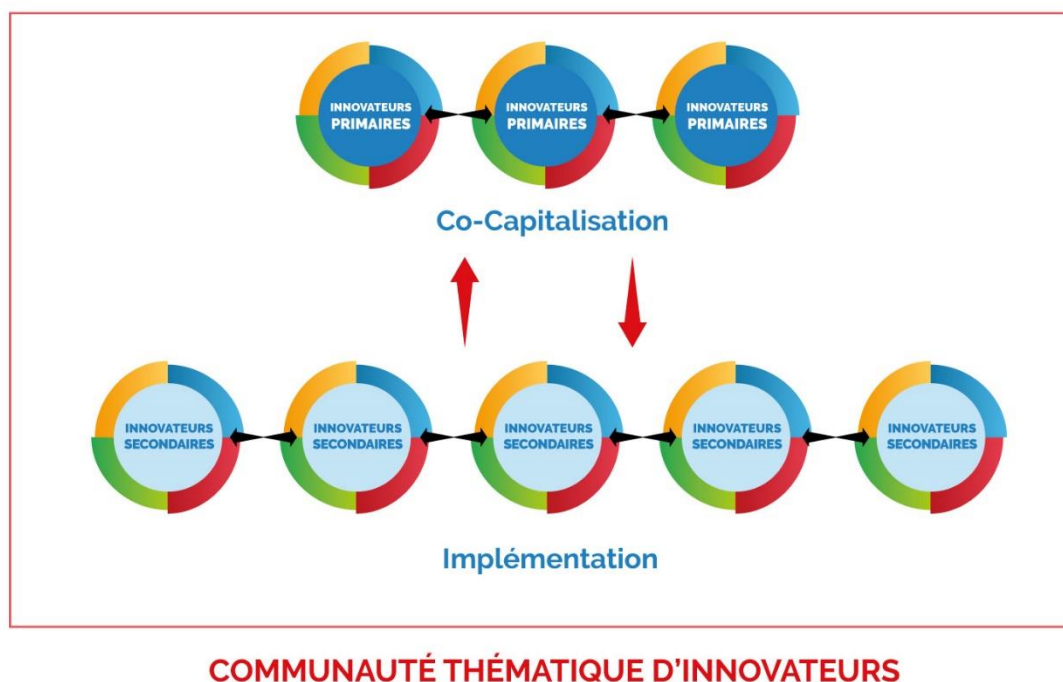 INNOVATEURS
PRIMAIRES
INNOVATEURS
PRIMAIRES
INNOVATEURS
PRIMAIRES
Co-Capitalisation
INNOVATEURS
SECONDAIRES
INNOVATEURS
SECONDAIRES
INNOVATEURS
SECONDAIRES
INNOVATEURS
SECONDAIRES
INNOVATEURS
SECONDAIRES
Implémentation
COMMUNAUTÉ THÉMATIQUE D'INNOVATEURS